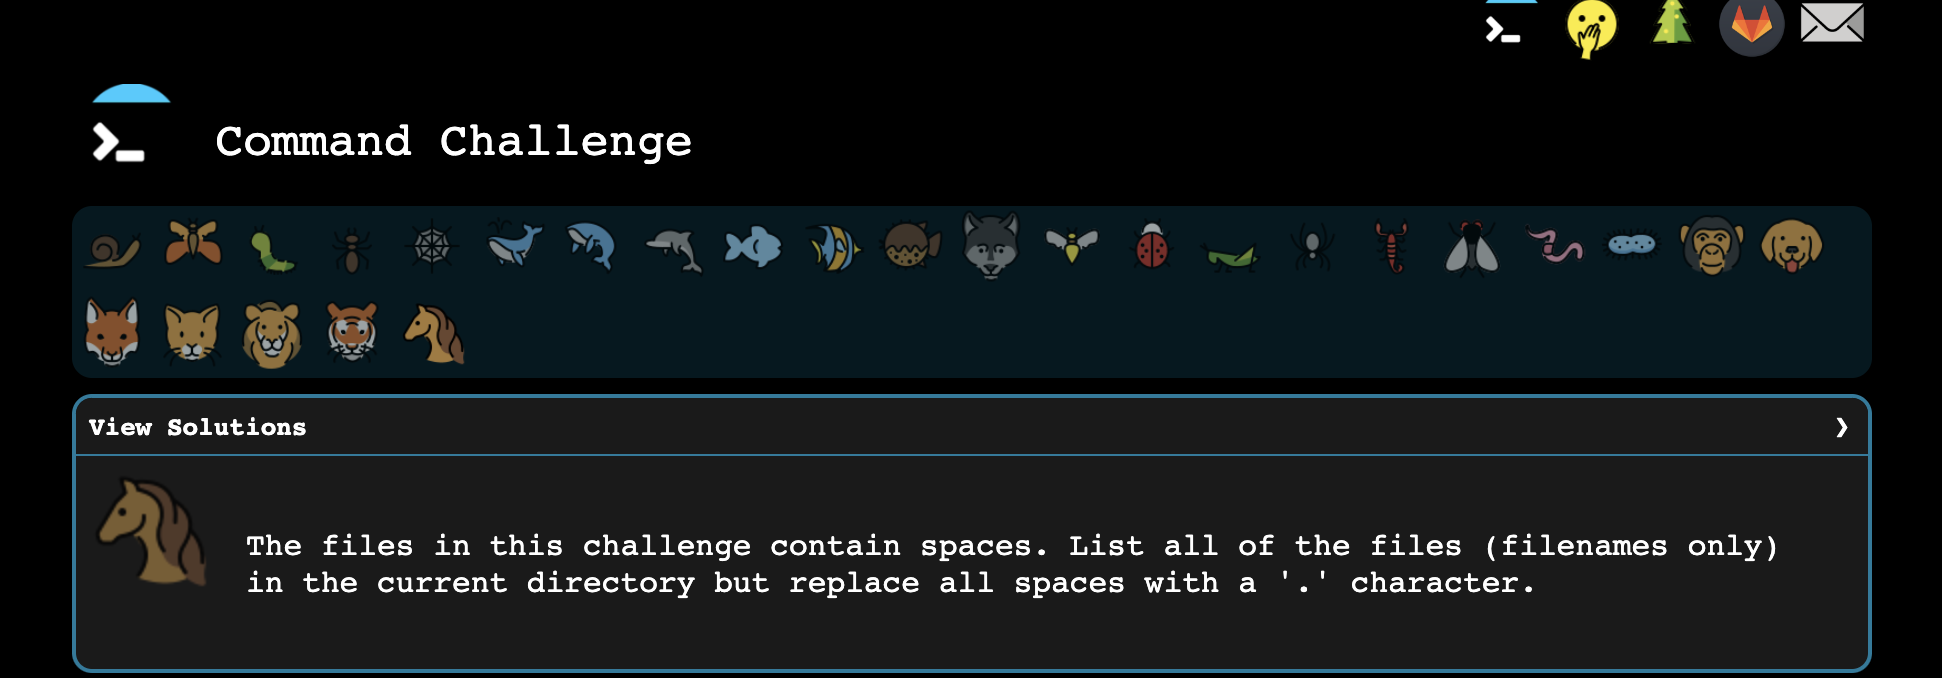 Command Challenge
View Solutions
The files in this challenge contain spaces. List all of the files (filenames only)
in the current directory but replace all spaces with a '.' character.